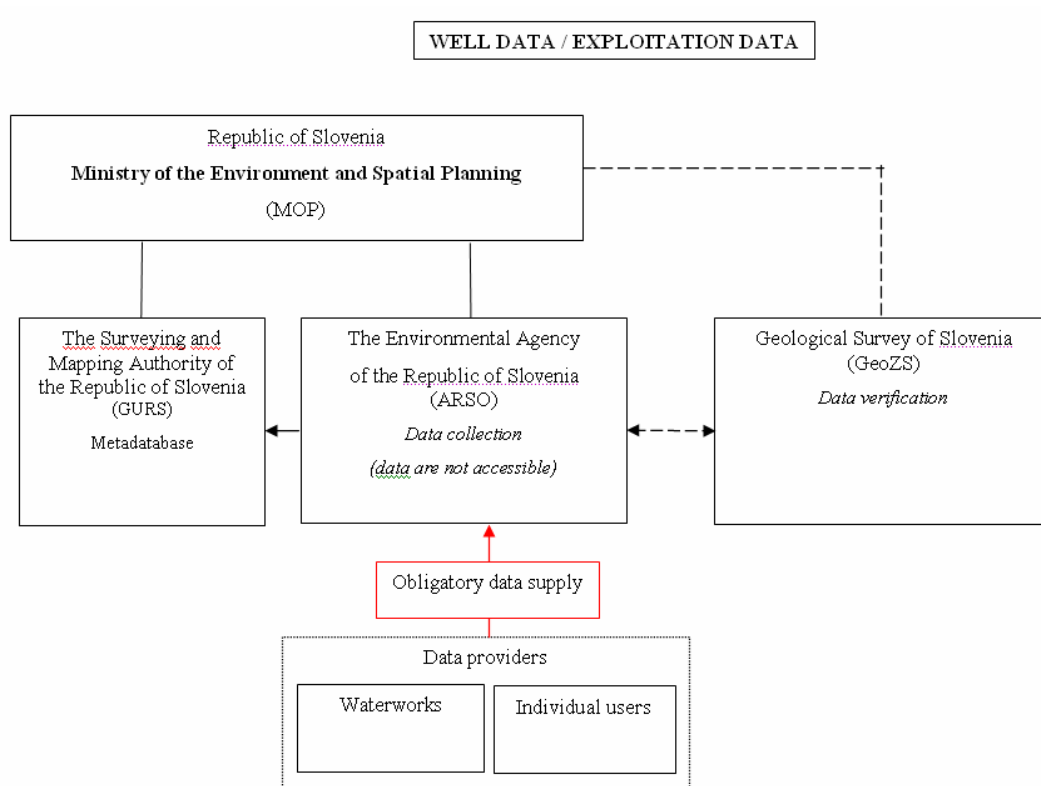 WELL DATA / EXPLOITATION DATA
Republic of Slovenia
Ministry of the Environment and Spatial Planning
(MOP)
The Surveying and
Mapping Authority of
the Republic of Slovenia
(GURS)
Metadatabase
The Environmental Agency
of the Republic of Slovenia
(ARSO)
Data collection
(data are not accessible)
Geological Survey of Slovenia
(GeoZS)
Data verification
Obligatory data supply
Data providers
Waterworks
Individual users